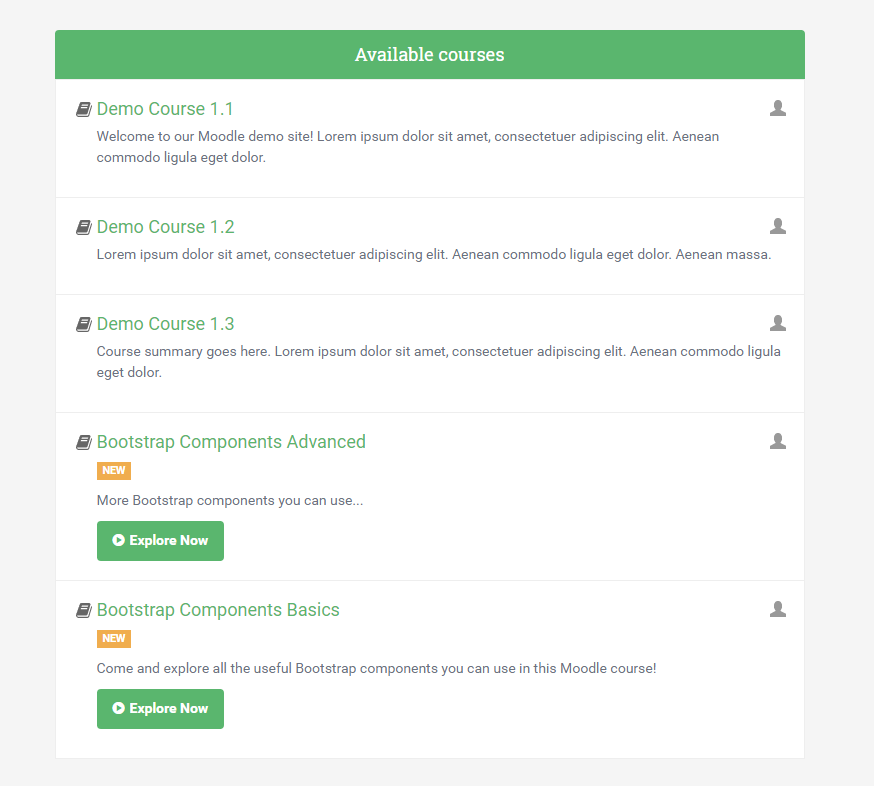 Available courses
Demo Course 1.1
Welcome to our Moodle demo site! Lorem ipsum dolor sit amet, consectetuer adipiscing elit. Aenean
commodo ligula eget dolor.
Demo Course 1.2
Lorem ipsum dolor sit amet, consectetuer adipiscing elit. Aenean commodo ligula eget dolor. Aenean massa.
Demo Course 1.3
Course summary goes here. Lorem ipsum dolor sit amet, consectetuer adipiscing elit. Aenean commodo ligula
eget dolor.
Bootstrap Components Advanced
NEW
More Bootstrap components you can use...
Explore Now
Bootstrap Components Basics
NEW
Come and explore all the useful Bootstrap components you can use in this Moodle course!
Explore Now